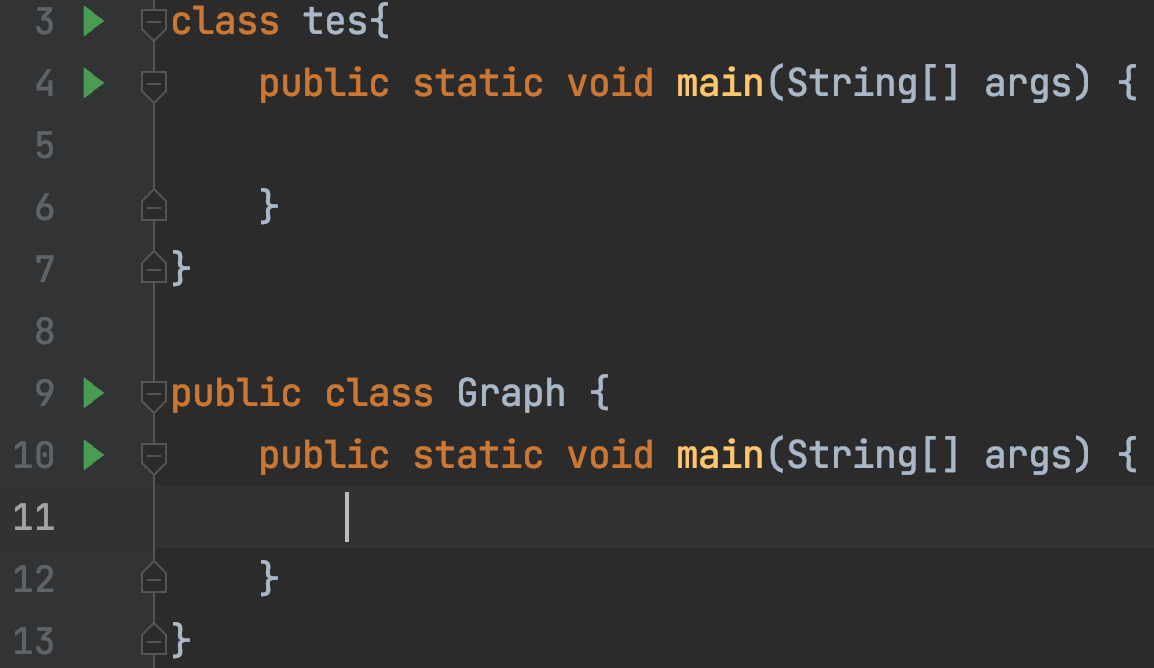 3 class tes{
4 public static void main(String[] args) {
5
6 }
7 }
8
9 public class Graph {
10 public static void main(String[] args) {
11
12 }
13 }